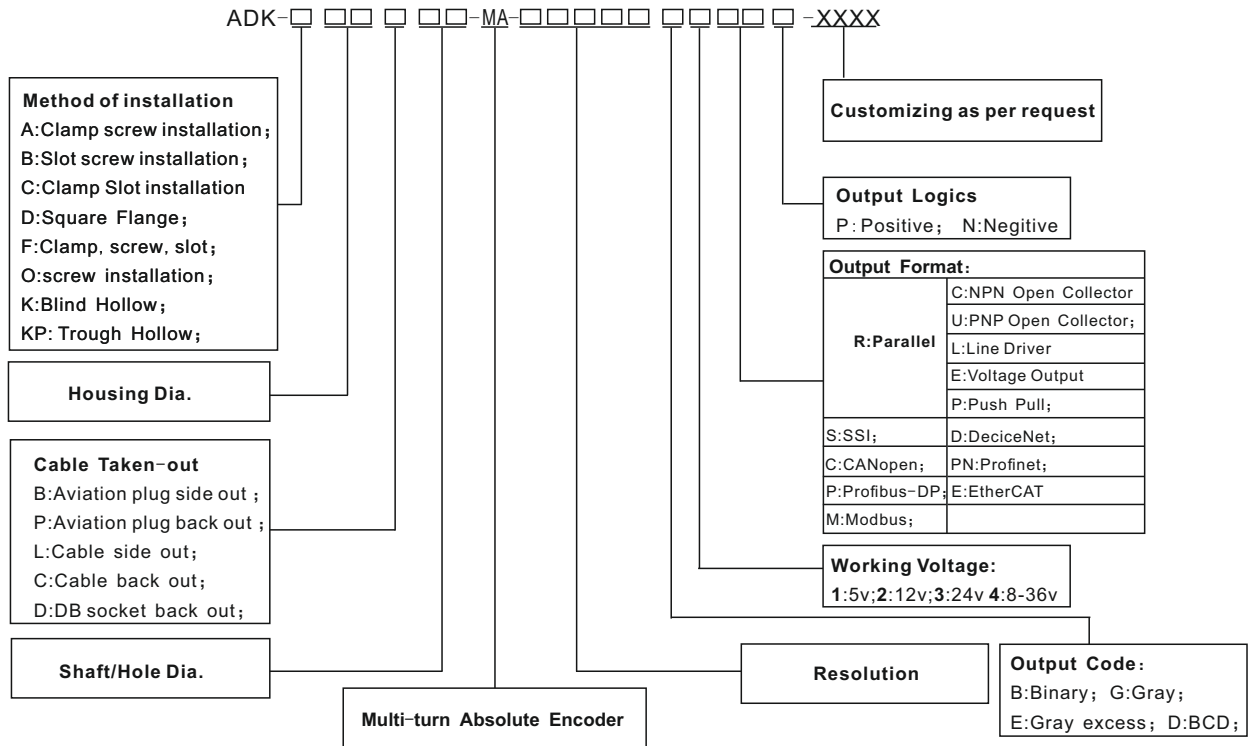 ADK-□ □□ □ □□-MA-□□□□□ □ □ □□ □ -XXXX
Method of installation
A:Clamp screw installation;
B:Slot screw installation;
C:Clamp Slot installation
D:Square Flange;
F:Clamp, screw, slot;
O:screw installation;
K:Blind Hollow;
KP: Trough Hollow;
Housing Dia.
Cable Taken-out
B:Aviation plug side out ;
P:Aviation plug back out ;
L:Cable side out;
C:Cable back out;
D:DB socket back out;
Shaft/Hole Dia.
Multi-turn Absolute Encoder
Customizing as per request
Output Logics
P:Positive; N:Negitive
Output Format:
R:Parallel
C:NPN Open Collector
U:PNP Open Collector;
L:Line Driver
E:Voltage Output
P:Push Pull;
S:SSI; D:DeciceNet;
C:CANopen; PN:Profinet;
P:Profibus-DP; E:EtherCAT
M:Modbus;
Working Voltage:
1:5v;2:12v;3:24v 4:8-36v
Resolution
Output Code:
B:Binary; G:Gray;
E:Gray excess; D:BCD;